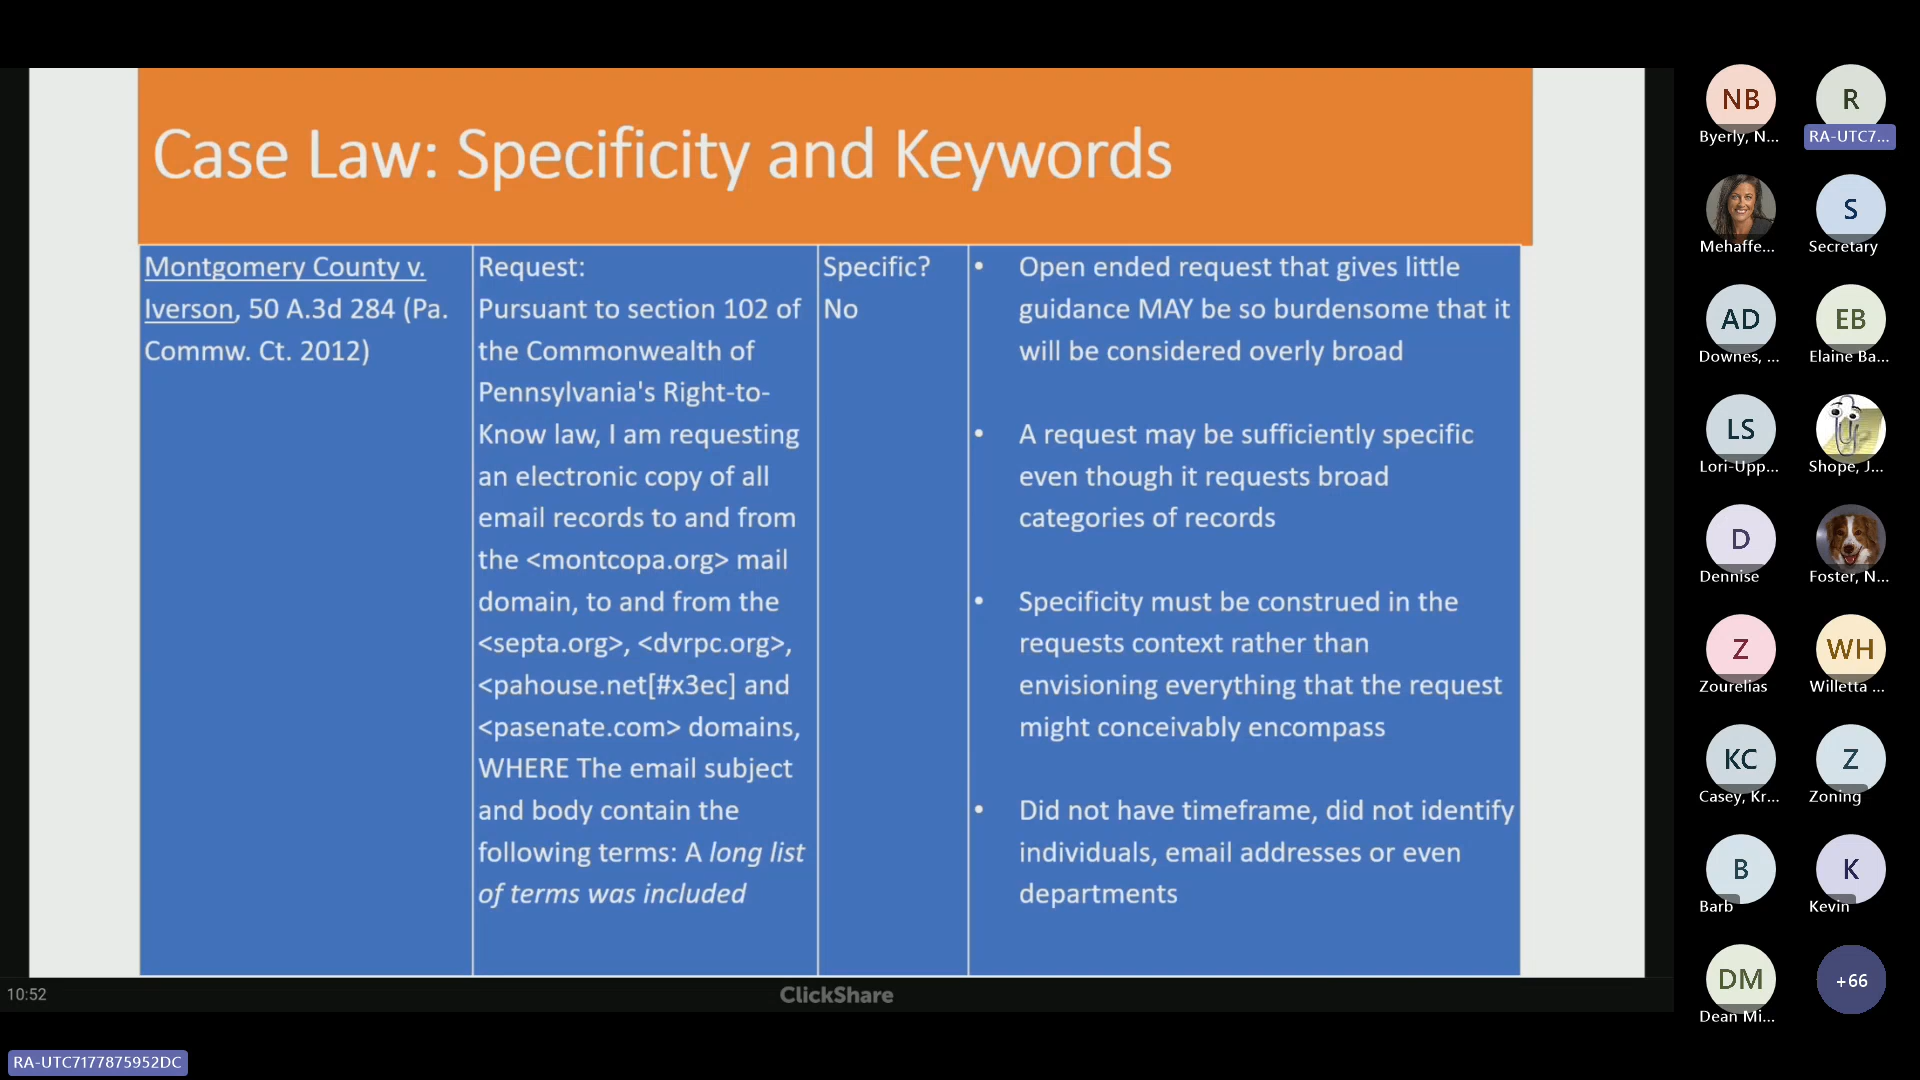 Case Law: Specificity and Keywords
Montgomery County v.
Iverson, 50 A.3d 284 (Pa.
Commw. Ct. 2012)
Request:
Pursuant to section 102 of
the Commonwealth of
Pennsylvania's Right-to-
Know law, I am requesting
an electronic copy of all
email records to and from
the <montcopa.org> mail
domain, to and from the
<septa.org>, <dvrpc.org>,
<pahouse.net[#x3ec] and
<pasenate.com> domains,
WHERE The email subject
and body contain the
following terms: A long list
of terms was included
Specific?
No
• Open ended request that gives little
guidance MAY be so burdensome that it
will be considered overly broad
• A request may be sufficiently specific
even though it requests broad
categories of records
• Specificity must be construed in the
requests context rather than
envisioning everything that the request
might conceivably encompass
• Did not have timeframe, did not identify
individuals, email addresses or even
departments
10:52
ClickShare
RA-UTC7177875952DC
NB
Byerly, N...
R
RA-UTC7...
Mehaffe...
S
Secretary
AD
Downes, ...
EB
Elaine Ba...
LS
Lori-Upp...
Shope, J...
D
Dennise
Foster, N...
Z
Zourelias
WH
Willetta ...
KC
Casey, Kr...
Z
Zoning
B
Barb
K
Kevin
DM
Dean Mi...
+66